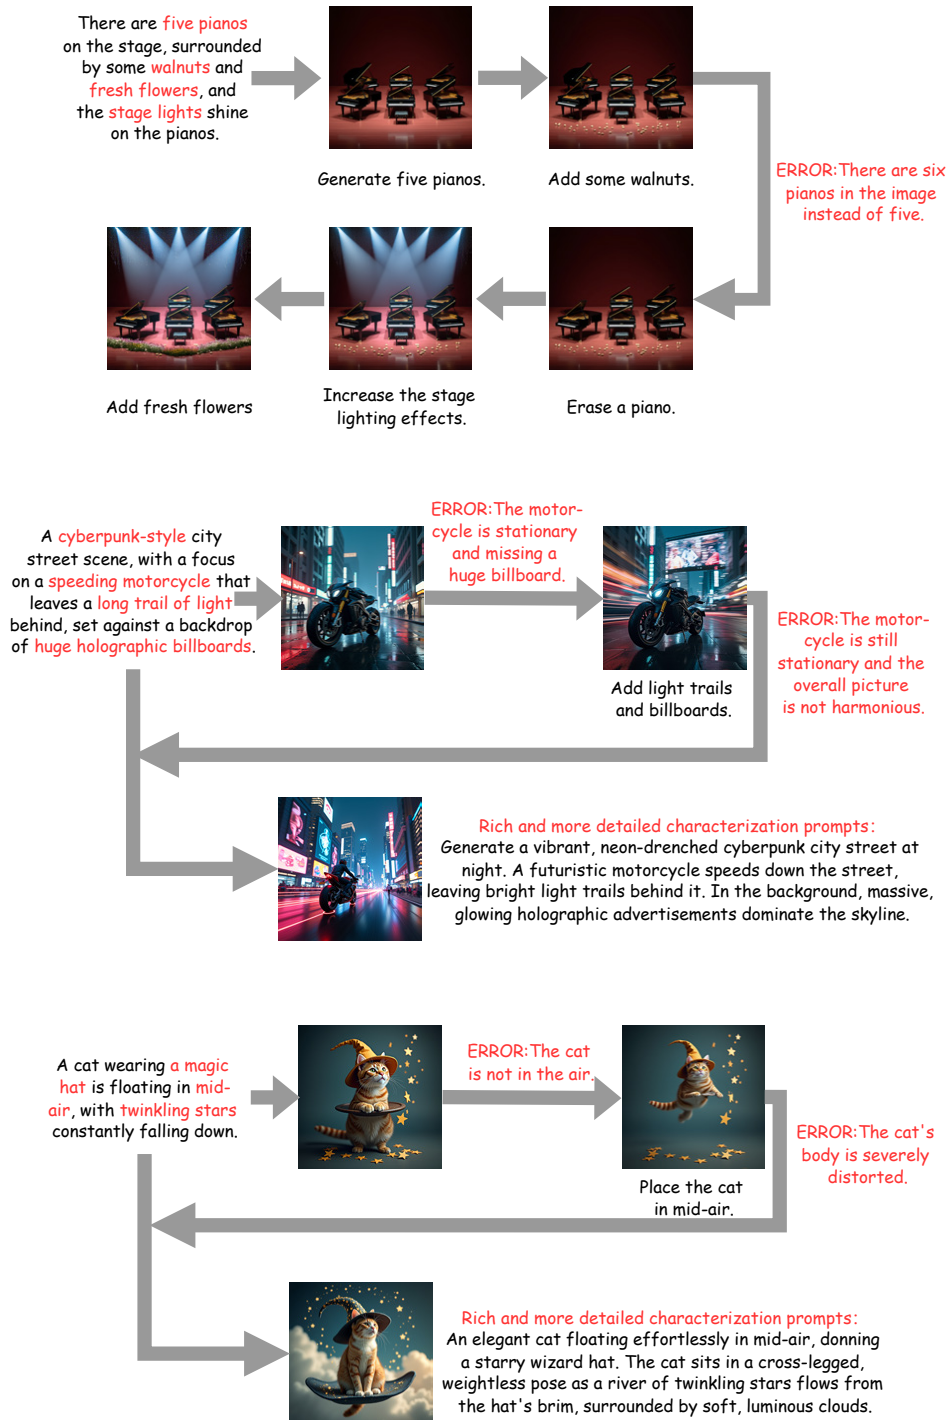 There are five pianos
on the stage, surrounded
by some walnuts and
fresh flowers, and
the stage lights shine
on the pianos.
Generate five pianos.
Add some walnuts.
ERROR:There are six
pianos in the image
instead of five.
Add fresh flowers
Increase the stage
lighting effects.
Erase a piano.
A cyberpunk-style city
street scene, with a focus
on a speeding motorcycle that
leaves a long trail of light
behind, set against a backdrop
of huge holographic billboards.
ERROR:The motor-
cycle is stationary
and missing a
huge billboard.
Add light trails
and billboards.
ERROR:The motor-
cycle is still
stationary and the
overall picture
is not harmonious.
Rich and more detailed characterization prompts:
Generate a vibrant, neon-drenched cyberpunk city street at
night. A futuristic motorcycle speeds down the street,
leaving bright light trails behind it. In the background, massive,
glowing holographic advertisements dominate the skyline.
A cat wearing a magic
hat is floating in mid-
air, with twinkling stars
constantly falling down.
ERROR:The cat
is not in the air.
Place the cat
in mid-air.
ERROR:The cat's
body is severely
distorted.
Rich and more detailed characterization prompts:
An elegant cat floating effortlessly in mid-air, donning
a starry wizard hat. The cat sits in a cross-legged,
weightless pose as a river of twinkling stars flows from
the hat's brim, surrounded by soft, luminous clouds.